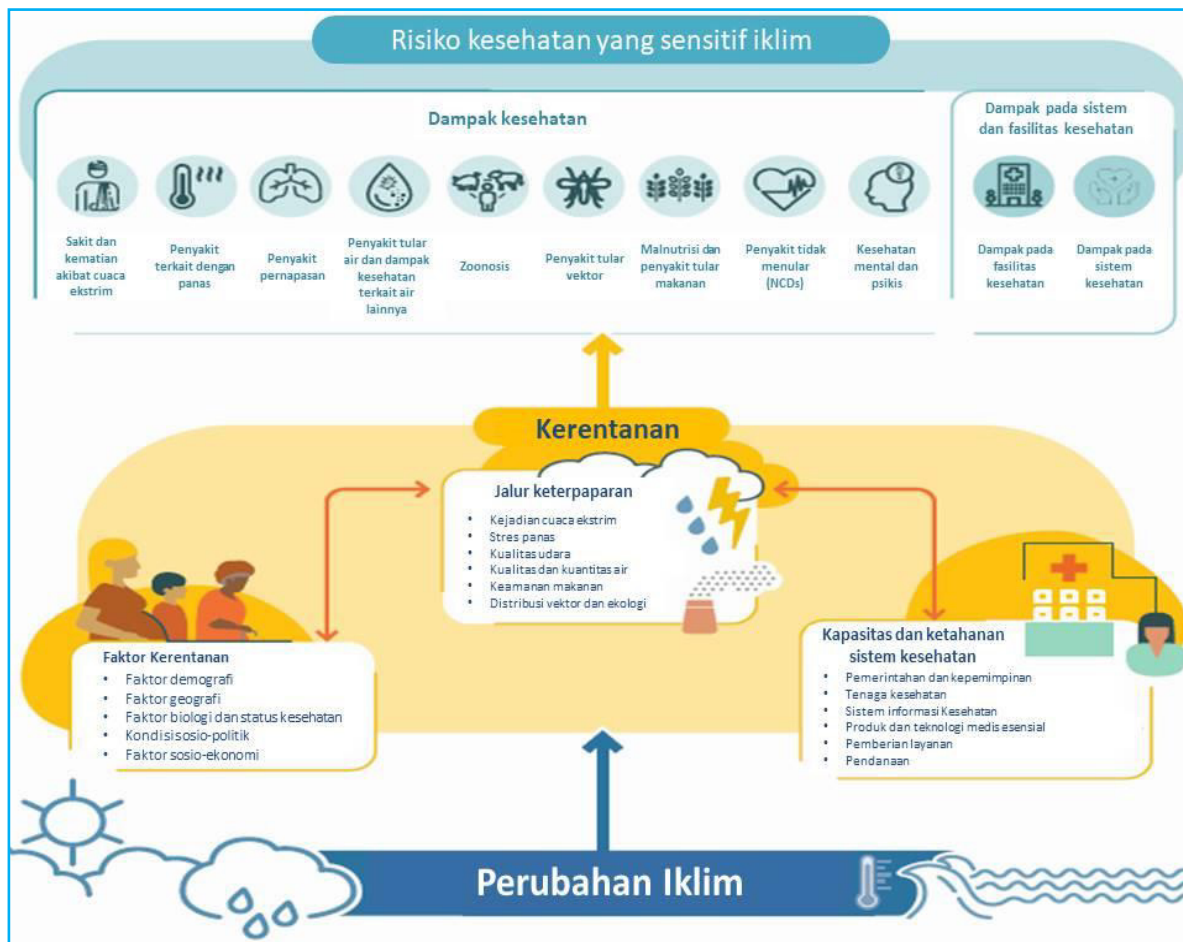 Risiko kesehatan yang sensitif iklim
Dampak kesehatan
Sakit dan
kematian
akibat cuaca
ekstrim
Penyakit
terkait dengan
panas
Penyakit
pernapasan
Penyakit tular
air dan dampak
kesehatan
terkait air
lainnya
Zoonosis
Penyakit tular
vektor
Malnutrisi dan
penyakit tular
makanan
Penyakit tidak
menular
(NCDs)
Kesehatan
mental dan
psikis
Dampak pada sistem
dan fasilitas kesehatan
Dampak pada
fasilitas
kesehatan
Dampak pada
sistem
kesehatan
Kerentanan
Jalur keterpaparan
• Kejadian cuaca ekstrim
• Stres panas
• Kualitas udara
• Kualitas dan kuantitas air
• Keamanan makanan
• Distribusi vektor dan ekologi
Faktor Kerentanan
• Faktor demografi
• Faktor geografi
• Faktor biologi dan status kesehatan
• Kondisi sosio-politik
• Faktor sosio-ekonomi
Kapasitas dan ketahanan
sistem kesehatan
• Pemerintahan dan kepemimpinan
• Tenaga kesehatan
• Sistem informasi Kesehatan
• Produk dan teknologi medis esensial
• Pemberian layanan
• Pendanaan
Perubahan Iklim